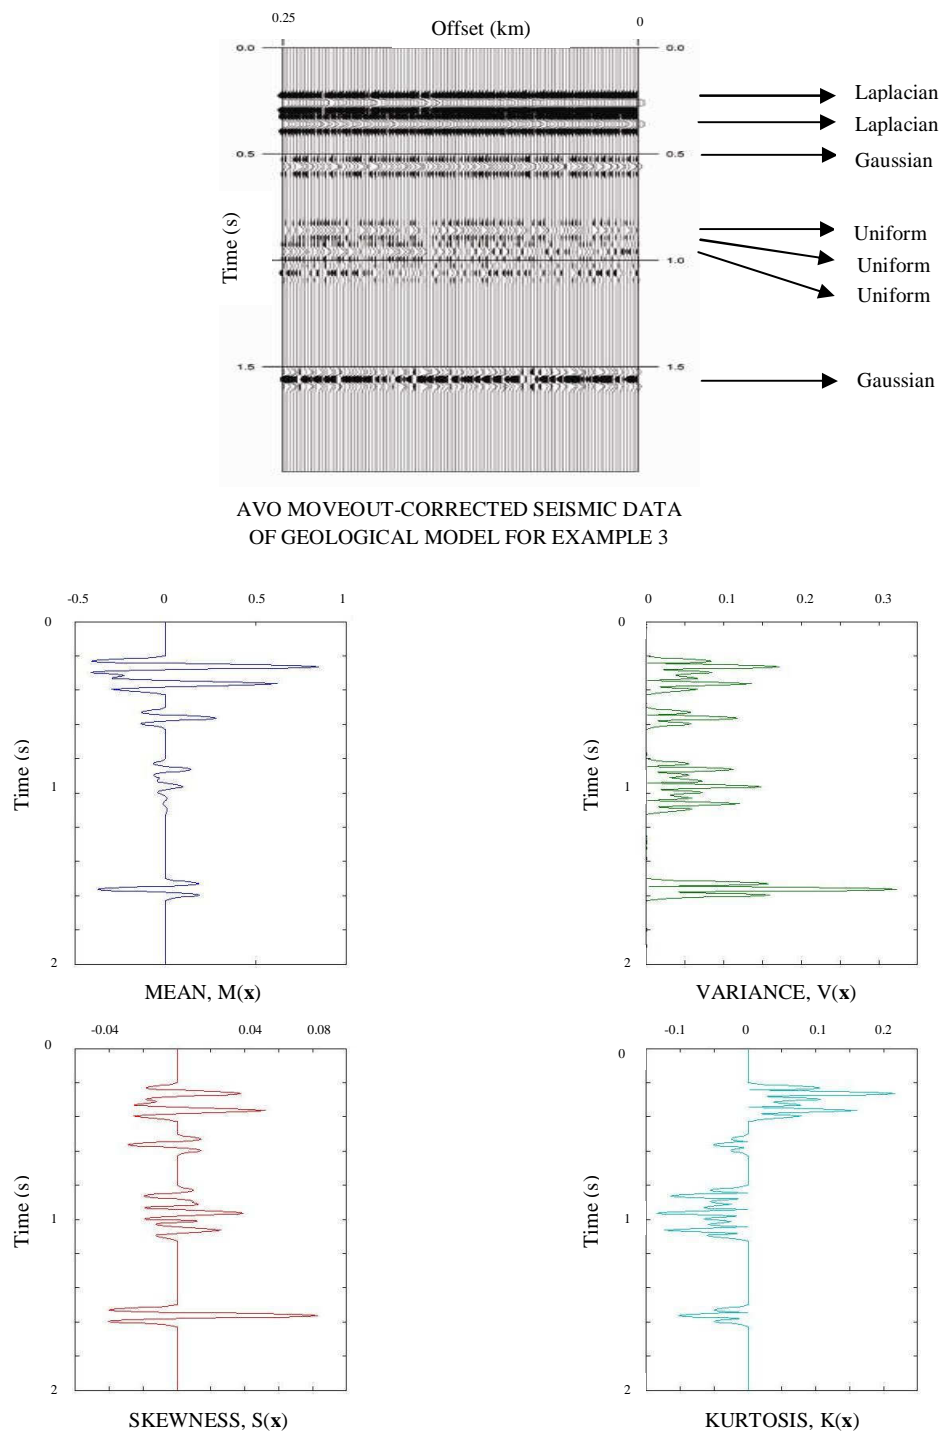 0.25 Offset (km) 0
0.0 0.0
Laplacian
Laplacian
0.5 0.5
Gaussian
Time (s)
Uniform
1.0 1.0
Uniform
Uniform
1.5 1.5
Gaussian
AVO MOVEOUT-CORRECTED SEISMIC DATA
OF GEOLOGICAL MODEL FOR EXAMPLE 3
-0.5 0 0.5 1
0
Time (s)
1
2
MEAN, M(x)
0 0.1 0.2 0.3
0
Time (s)
1
2
VARIANCE, V(x)
-0.04 0.04 0.08
0
Time (s)
1
2
SKEWNESS, S(x)
-0.1 0 0.1 0.2
0
Time (s)
1
2
KURTOSIS, K(x)